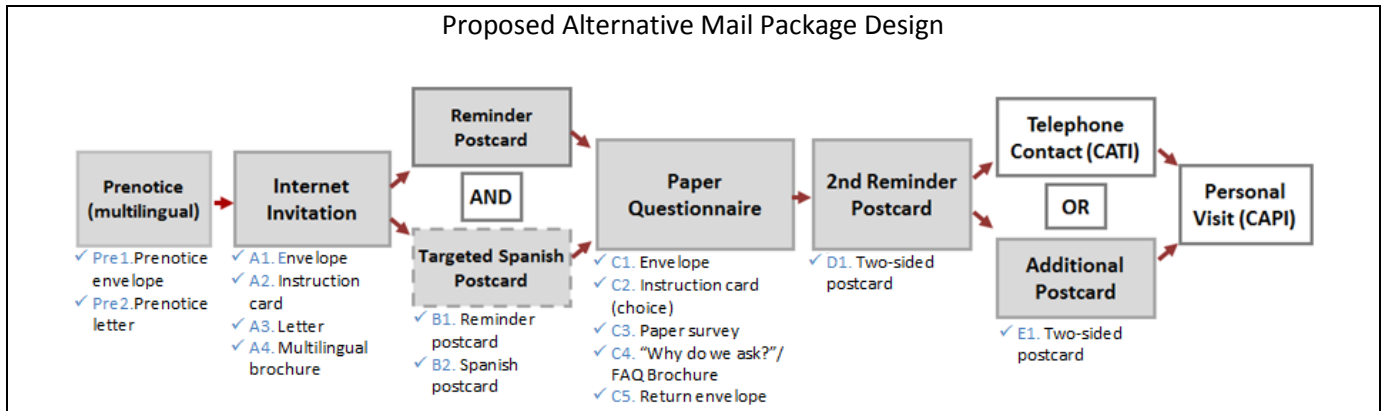 Proposed Alternative Mail Package Design
Prenotice
(multilingual)
✓ Pre1.Prenotice
envelope
✓ Pre2.Prenotice
letter
Internet
Invitation
✓ A1. Envelope
✓ A2. Instruction
card
✓ A3. Letter
✓ A4. Multilingual
brochure
Reminder
Postcard
AND
Targeted Spanish
Postcard
✓ B1. Reminder
postcard
✓ B2. Spanish
postcard
Paper
Questionnaire
✓ C1. Envelope
✓ C2. Instruction card
(choice)
✓ C3. Paper survey
✓ C4. “Why do we ask?”/
FAQ Brochure
✓ C5. Return envelope
2nd Reminder
Postcard
✓ D1. Two-sided
postcard
Telephone
Contact (CATI)
OR
Additional
Postcard
✓ E1. Two-sided
postcard
Personal
Visit (CAPI)